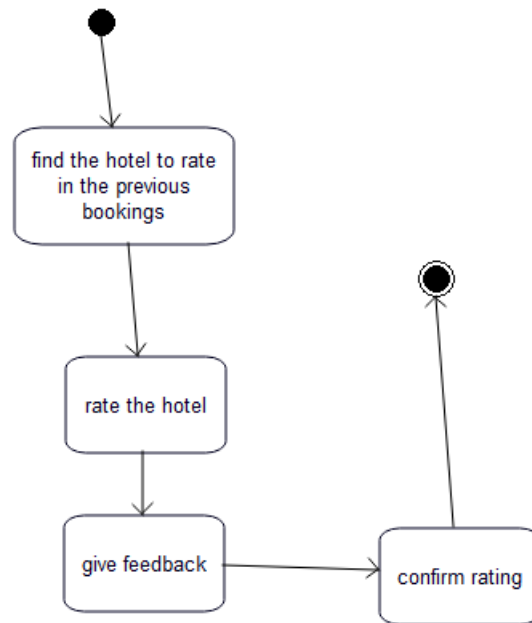 find the hotel to rate
in the previous
bookings
rate the hotel
give feedback
confirm rating